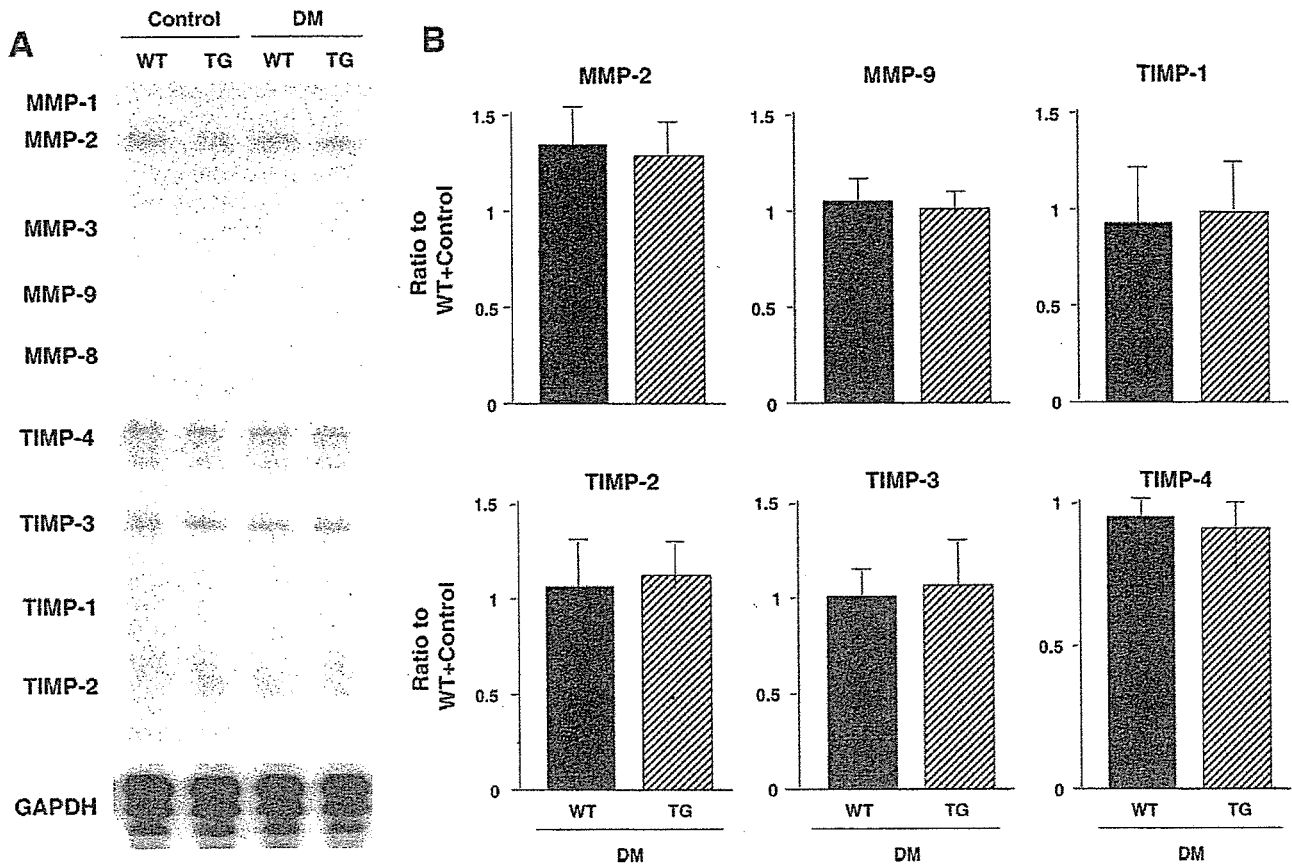 A
Control DM
WT TG WT TG
MMP-1
MMP-2
MMP-3
MMP-9
MMP-8
TIMP-4
TIMP-3
TIMP-1
TIMP-2
GAPDH
B
MMP-2 MMP-9 TIMP-1
Ratio to
WT+Control
1.5 1.5 1.5
1 1 1
0.5 0.5 0.5
0 0 0
TIMP-2 TIMP-3 TIMP-4
Ratio to
WT+Control
1.5 1.5 1
1 1 0.5
0.5 0.5
0 0 0
WT TG WT TG WT TG
DM DM DM